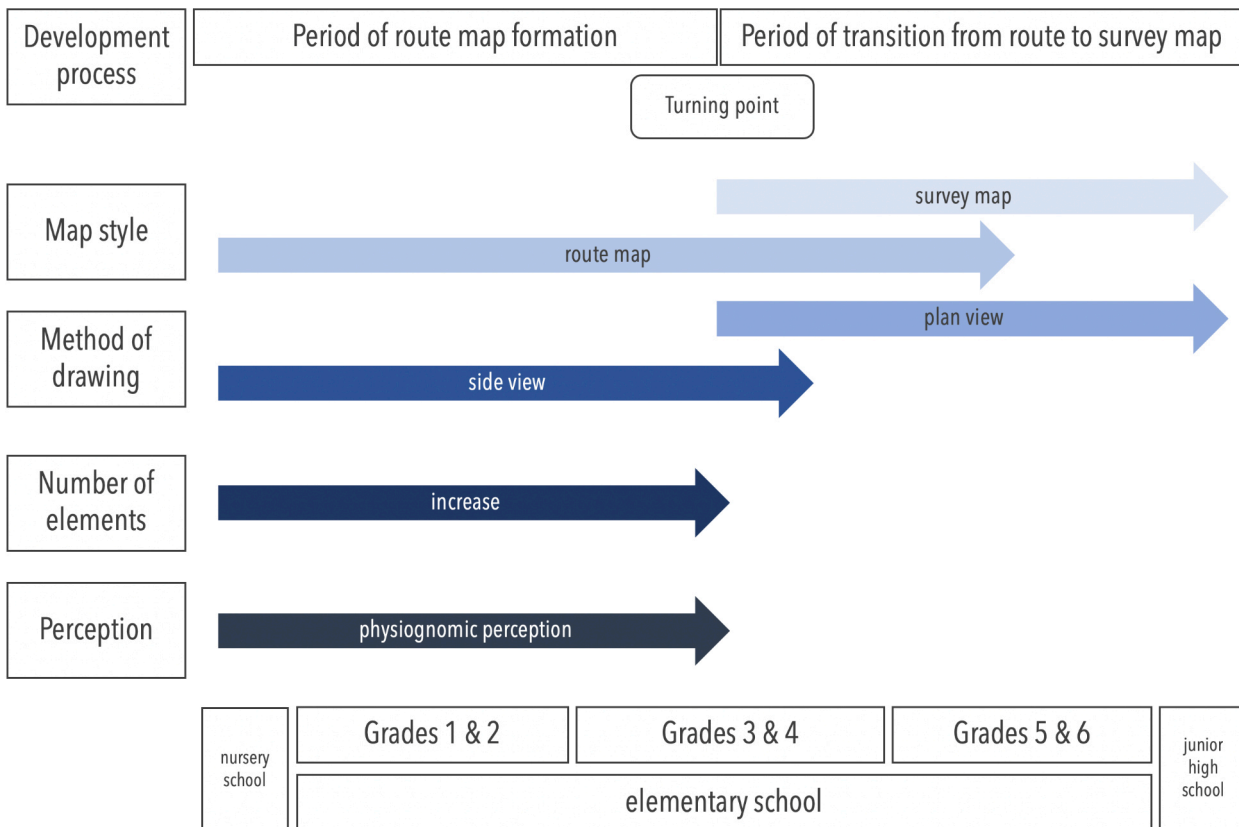 Development
process
Period of route map formation
Period of transition from route to survey map
Turning point
Map style
survey map
route map
Method of
drawing
plan view
side view
Number of
elements
increase
Perception
physiognomic perception
nursery
school
Grades 1 & 2
Grades 3 & 4
Grades 5 & 6
elementary school
junior
high
school